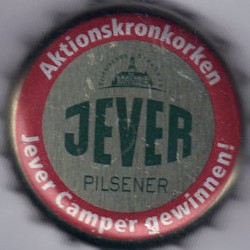 Aktionskronkorken
JEVER
PILSENER
Jever Camper gewinnen!